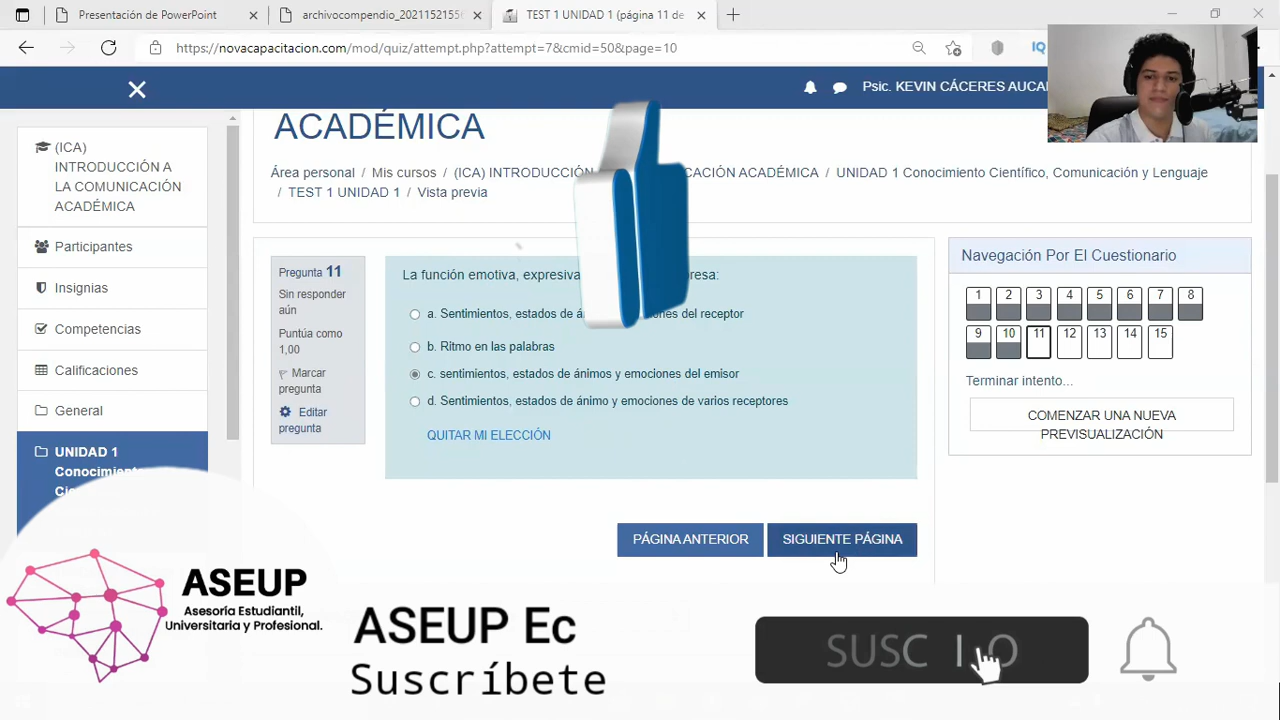 Presentación de PowerPoint
archivocompendio_2021152155
TEST 1 UNIDAD 1 (página 11 de
https://novacapacitacion.com/mod/quiz/attempt.php?attempt=7&cmid=50&page=10
IQ
Psic. KEVIN CÁCERES AUCA
(ICA)
INTRODUCCIÓN A
LA COMUNICACIÓN
ACADÉMICA
Participantes
Insignias
Competencias
Calificaciones
General
UNIDAD 1
ACADÉMICA
Área personal / Mis cursos / (ICA) INTRODUCCIÓN / UNIDAD 1 Conocimiento Científico, Comunicación y Lenguaje
/ TEST 1 UNIDAD 1 / Vista previa
Pregunta 11
Sin responder
aún
Puntúa como
1,00
Marcar
pregunta
Editar
pregunta
La función emotiva, expresiva
a. Sentimientos, estados de del receptor
b. Ritmo en las palabras
c. sentimientos, estados de ánimos y emociones del emisor
d. Sentimientos, estados de ánimo y emociones de varios receptores
QUITAR MI ELECCIÓN
PÁGINA ANTERIOR
SIGUIENTE PÁGINA
Navegación Por El Cuestionario
1 2 3 4 5 6 7 8
9 10 11 12 13 14 15
Terminar intento...
COMENZAR UNA NUEVA
PREVISUALIZACIÓN
ASEUP
Asesoría Estudiantil,
Universitaria y Profesional.
ASEUP Ec
Suscríbete